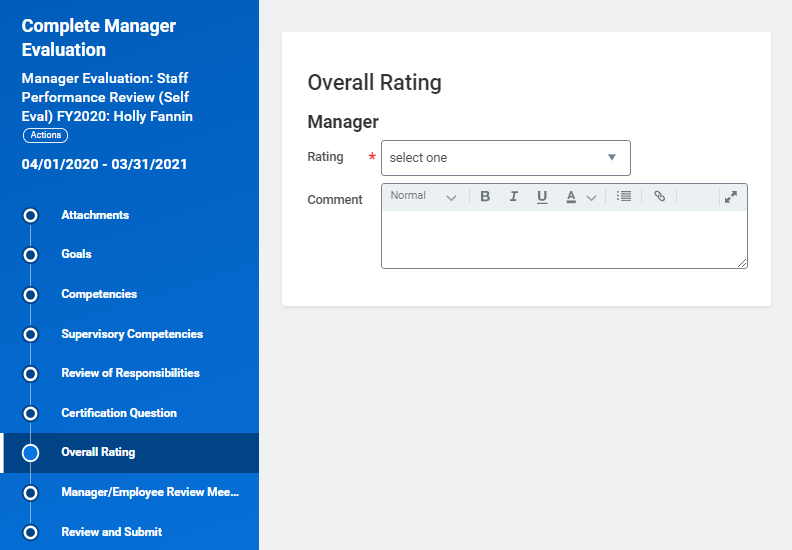 Complete Manager
Evaluation
Manager Evaluation: Staff
Performance Review (Self
Eval) FY2020: Holly Fannin
Actions
04/01/2020 - 03/31/2021
Attachments
Goals
Competencies
Supervisory Competencies
Review of Responsibilities
Certification Question
Overall Rating
Manager/Employee Review Mee...
Review and Submit
Overall Rating
Manager
Rating * select one
Comment
Normal B I U A